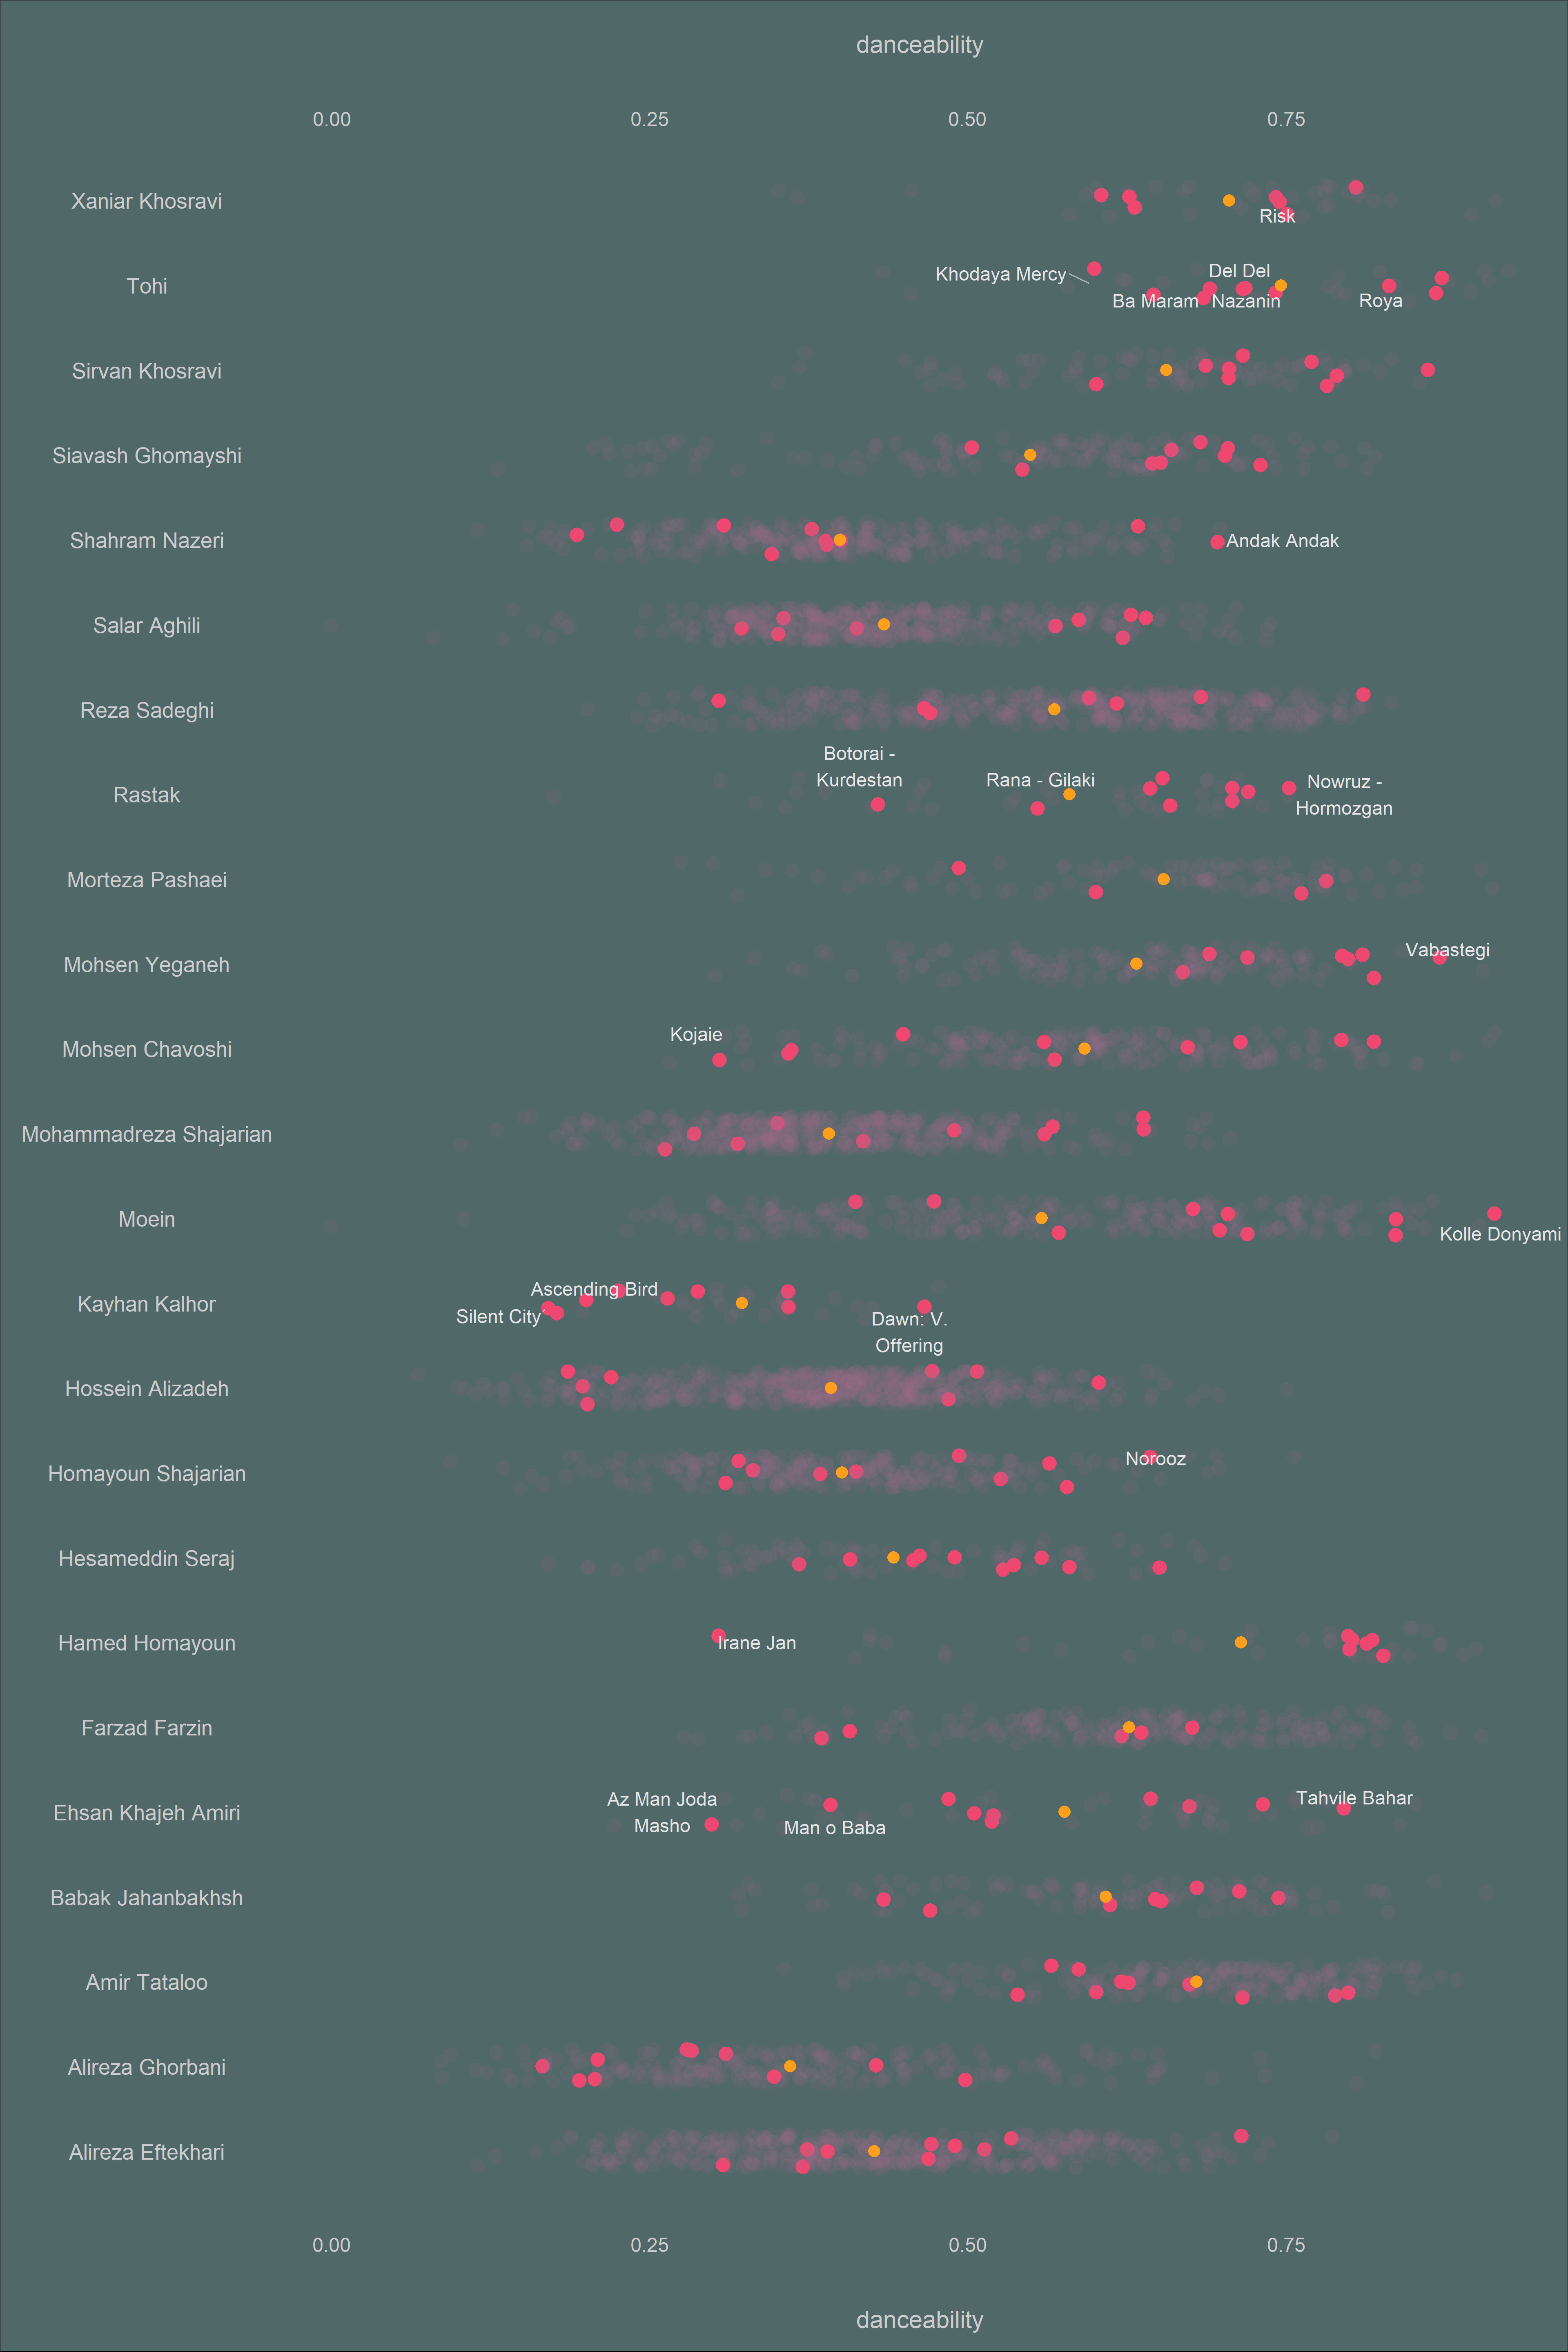 danceability
0.00 0.25 0.50 0.75
Xaniar Khosravi
Risk
Tohi
Khodaya Mercy
Del Del
Ba Maram
Nazanin
Roya
Sirvan Khosravi
Siavash Ghomayshi
Shahram Nazeri
Andak Andak
Salar Aghili
Reza Sadeghi
Rastak
Botorai -
Kurdestan
Rana - Gilaki
Nowruz -
Hormozgan
Morteza Pashaei
Mohsen Yeganeh
Vabastegi
Mohsen Chavoshi
Kojaie
Mohammadreza Shajarian
Moein
Kolle Donyami
Kayhan Kalhor
Ascending Bird
Silent City
Dawn: V.
Offering
Hossein Alizadeh
Homayoun Shajarian
Norooz
Hesameddin Seraj
Hamed Homayoun
Irane Jan
Farzad Farzin
Ehsan Khajeh Amiri
Az Man Joda
Masho
Man o Baba
Tahvile Bahar
Babak Jahanbakhsh
Amir Tataloo
Alireza Ghorbani
Alireza Eftekhari
0.00 0.25 0.50 0.75
danceability